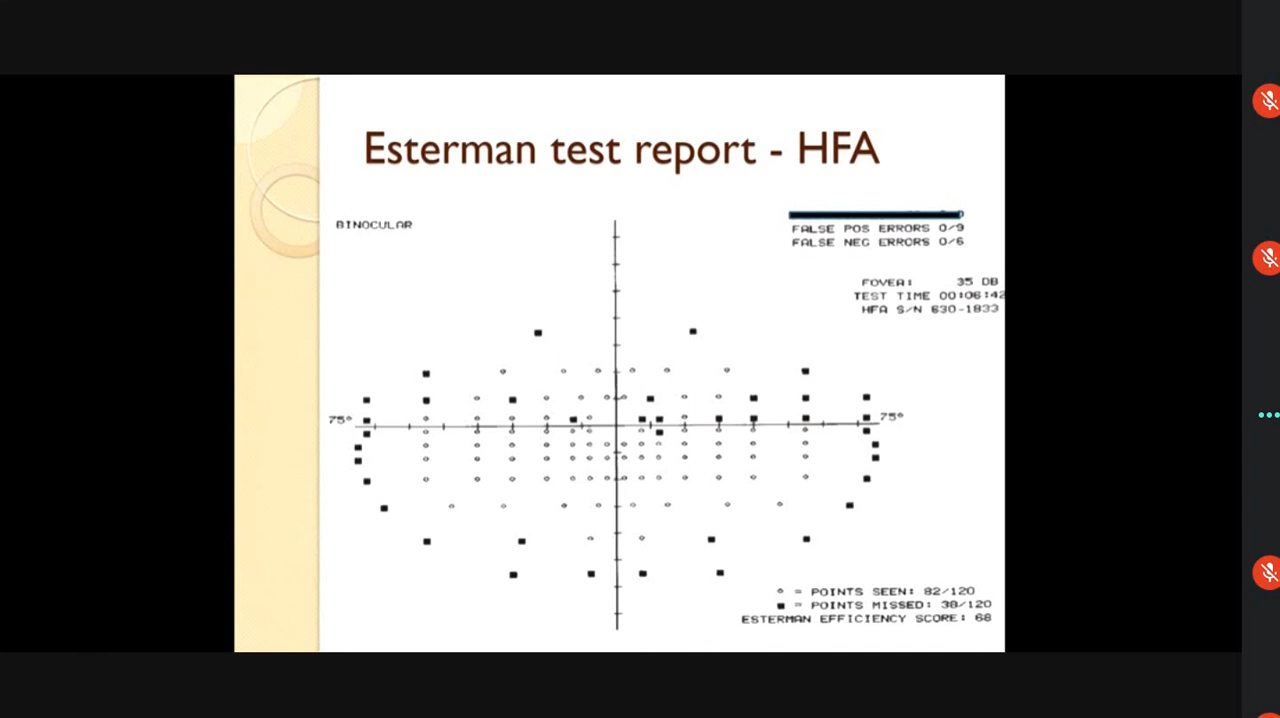 Esterman test report - HFA
BINOCULAR
FALSE POS ERRORS 0/9
FALSE NEG ERRORS 0/6
FOVEA: 35 DB
TEST TIME 00:06:42
HFA S/N 630-1833
75° 75°
° = POINTS SEEN: 82/120
■ = POINTS MISSED: 38/120
ESTERMAN EFFICIENCY SCORE: 68